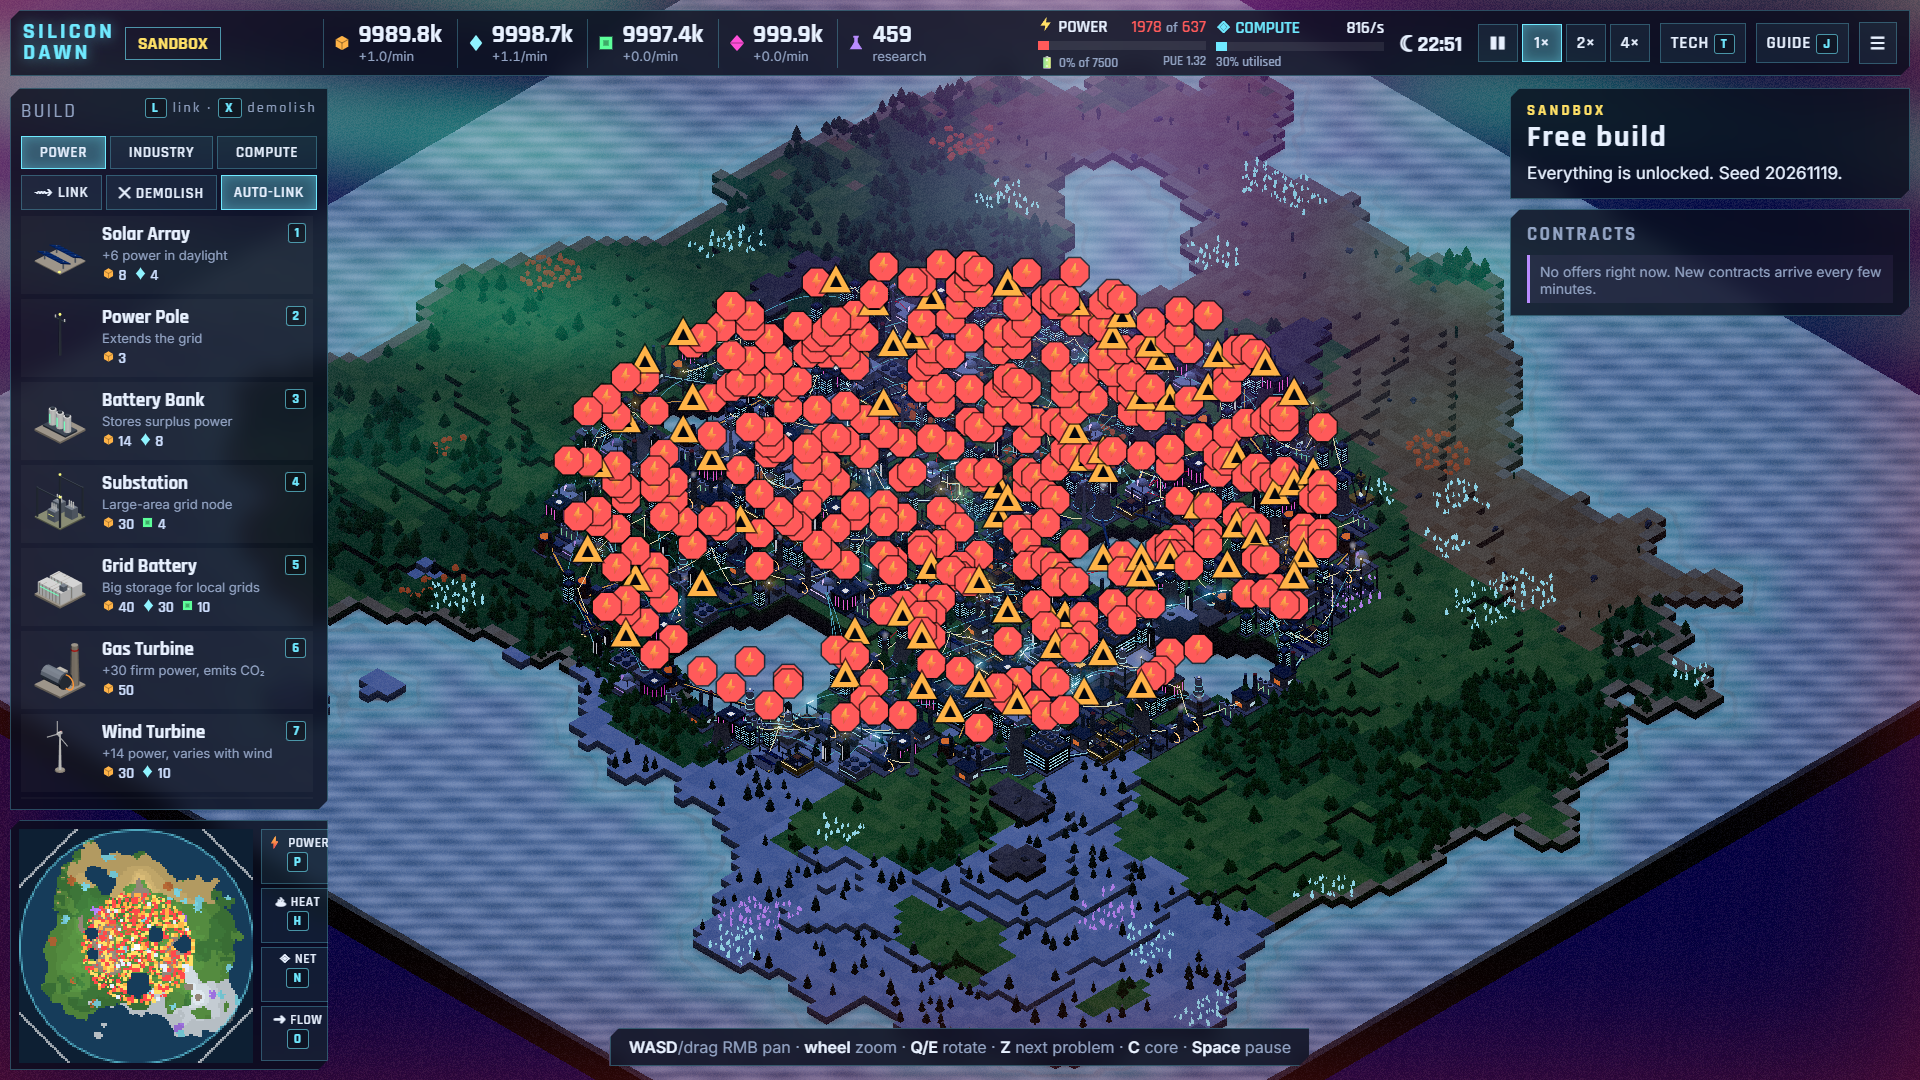 SILICON DAWN
SANDBOX
9989.8k
+1.0/min
9998.7k
+1.1/min
9997.4k
+0.0/min
999.9k
+0.0/min
459
research
POWER 1978 of 637
0% of 7500 PUE 1.32
COMPUTE 816/s
30% utilised
22:51
1×
2×
4×
TECH T
GUIDE J
BUILD L link · X demolish
POWER INDUSTRY COMPUTE
LINK DEMOLISH AUTO-LINK
Solar Array 1
+6 power in daylight
8 4
Power Pole 2
Extends the grid
3
Battery Bank 3
Stores surplus power
14 8
Substation 4
Large-area grid node
30 4
Grid Battery 5
Big storage for local grids
40 30 10
Gas Turbine 6
+30 firm power, emits CO₂
50
Wind Turbine 7
+14 power, varies with wind
30 10
POWER
P
HEAT
H
NET
N
FLOW
O
SANDBOX
Free build
Everything is unlocked. Seed 20261119.
CONTRACTS
No offers right now. New contracts arrive every few
minutes.
WASD/drag RMB pan · wheel zoom · Q/E rotate · Z next problem · C core · Space pause